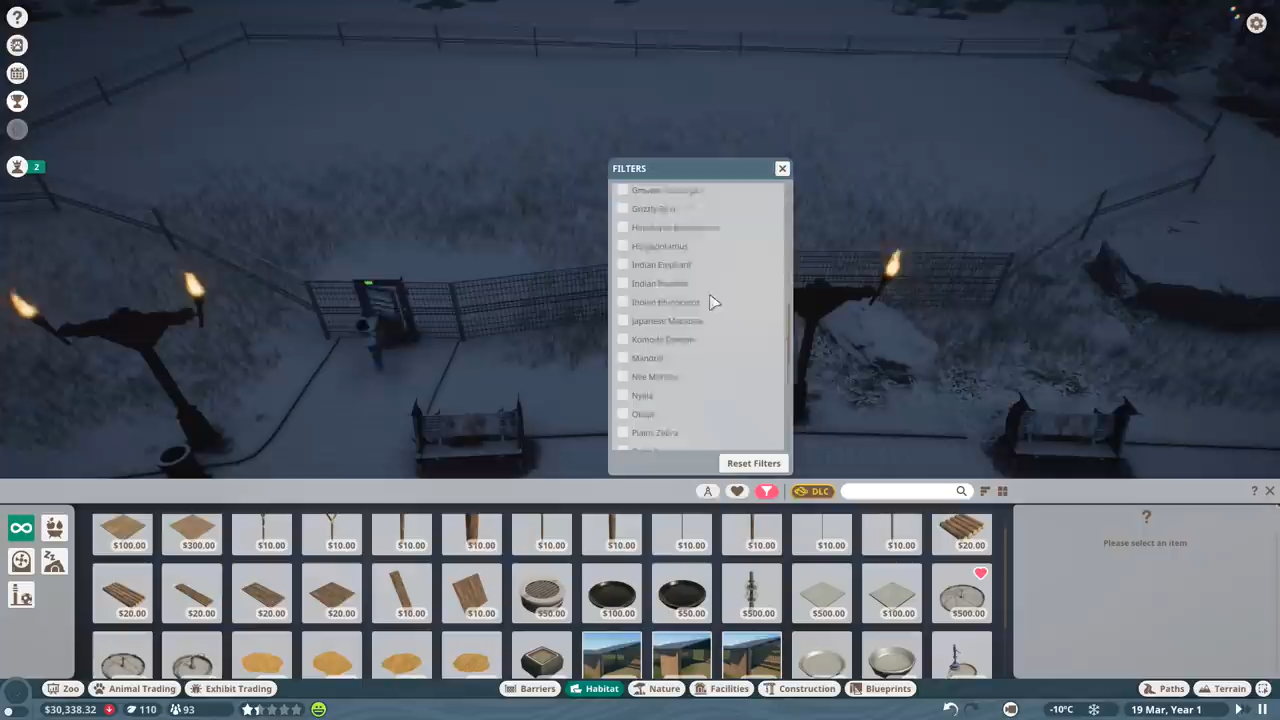 2
FILTERS
Grizzly
Hippopotamus
Indian Elephant
Indian
Indian Rhinoceros
Japanese Macaque
Komodo Dragon
Mandrill
Nile Monitor
Nyala
Okapi
Plains Zebra
Reset Filters
DLC
?
Please select an item
$100.00 $300.00 $10.00 $10.00 $10.00 $10.00 $10.00 $10.00 $10.00 $10.00 $10.00 $10.00 $20.00
$20.00 $20.00 $20.00 $20.00 $10.00 $10.00 $50.00 $100.00 $50.00 $500.00 $500.00 $100.00 $500.00
Zoo Animal Trading Exhibit Trading Barriers Habitat Nature Facilities Construction Blueprints Paths Terrain
$30,338.32 110 93 -10°C 19 Mar, Year 1